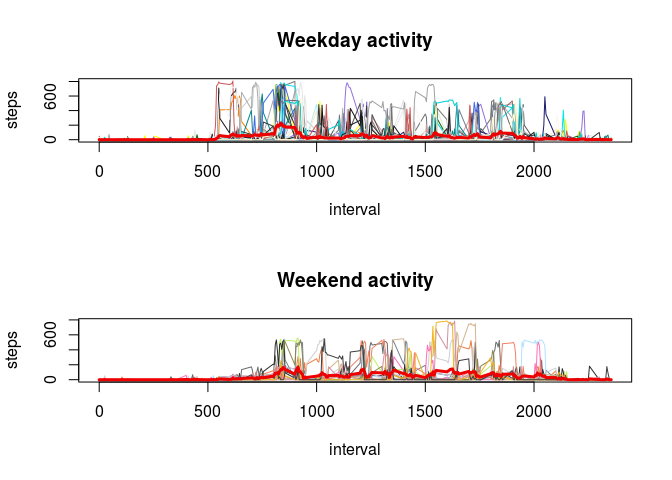 Weekday activity
600
0
steps
0 500 1000 1500 2000
interval
Weekend activity
600
0
steps
0 500 1000 1500 2000
interval